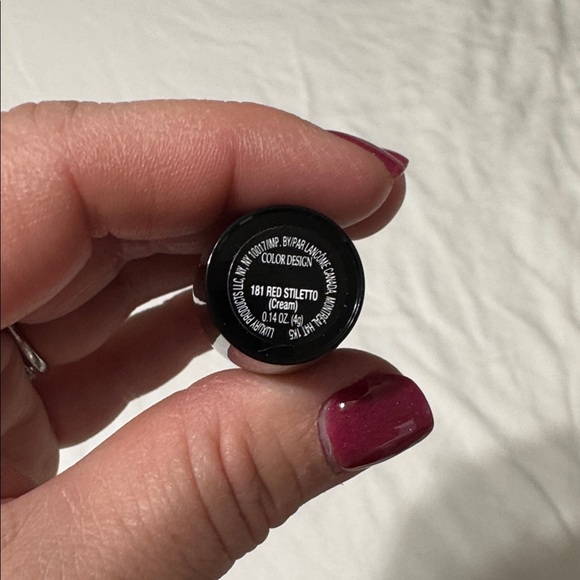 LUXURY PRODUCTS LLC, NY, NY 10017/IMP. BY/PAR LANCÔME CANADA, MONTRÉAL H4T 1K5
COLOR DESIGN
181 RED STILETTO
(Cream)
0.14 OZ. (4g)